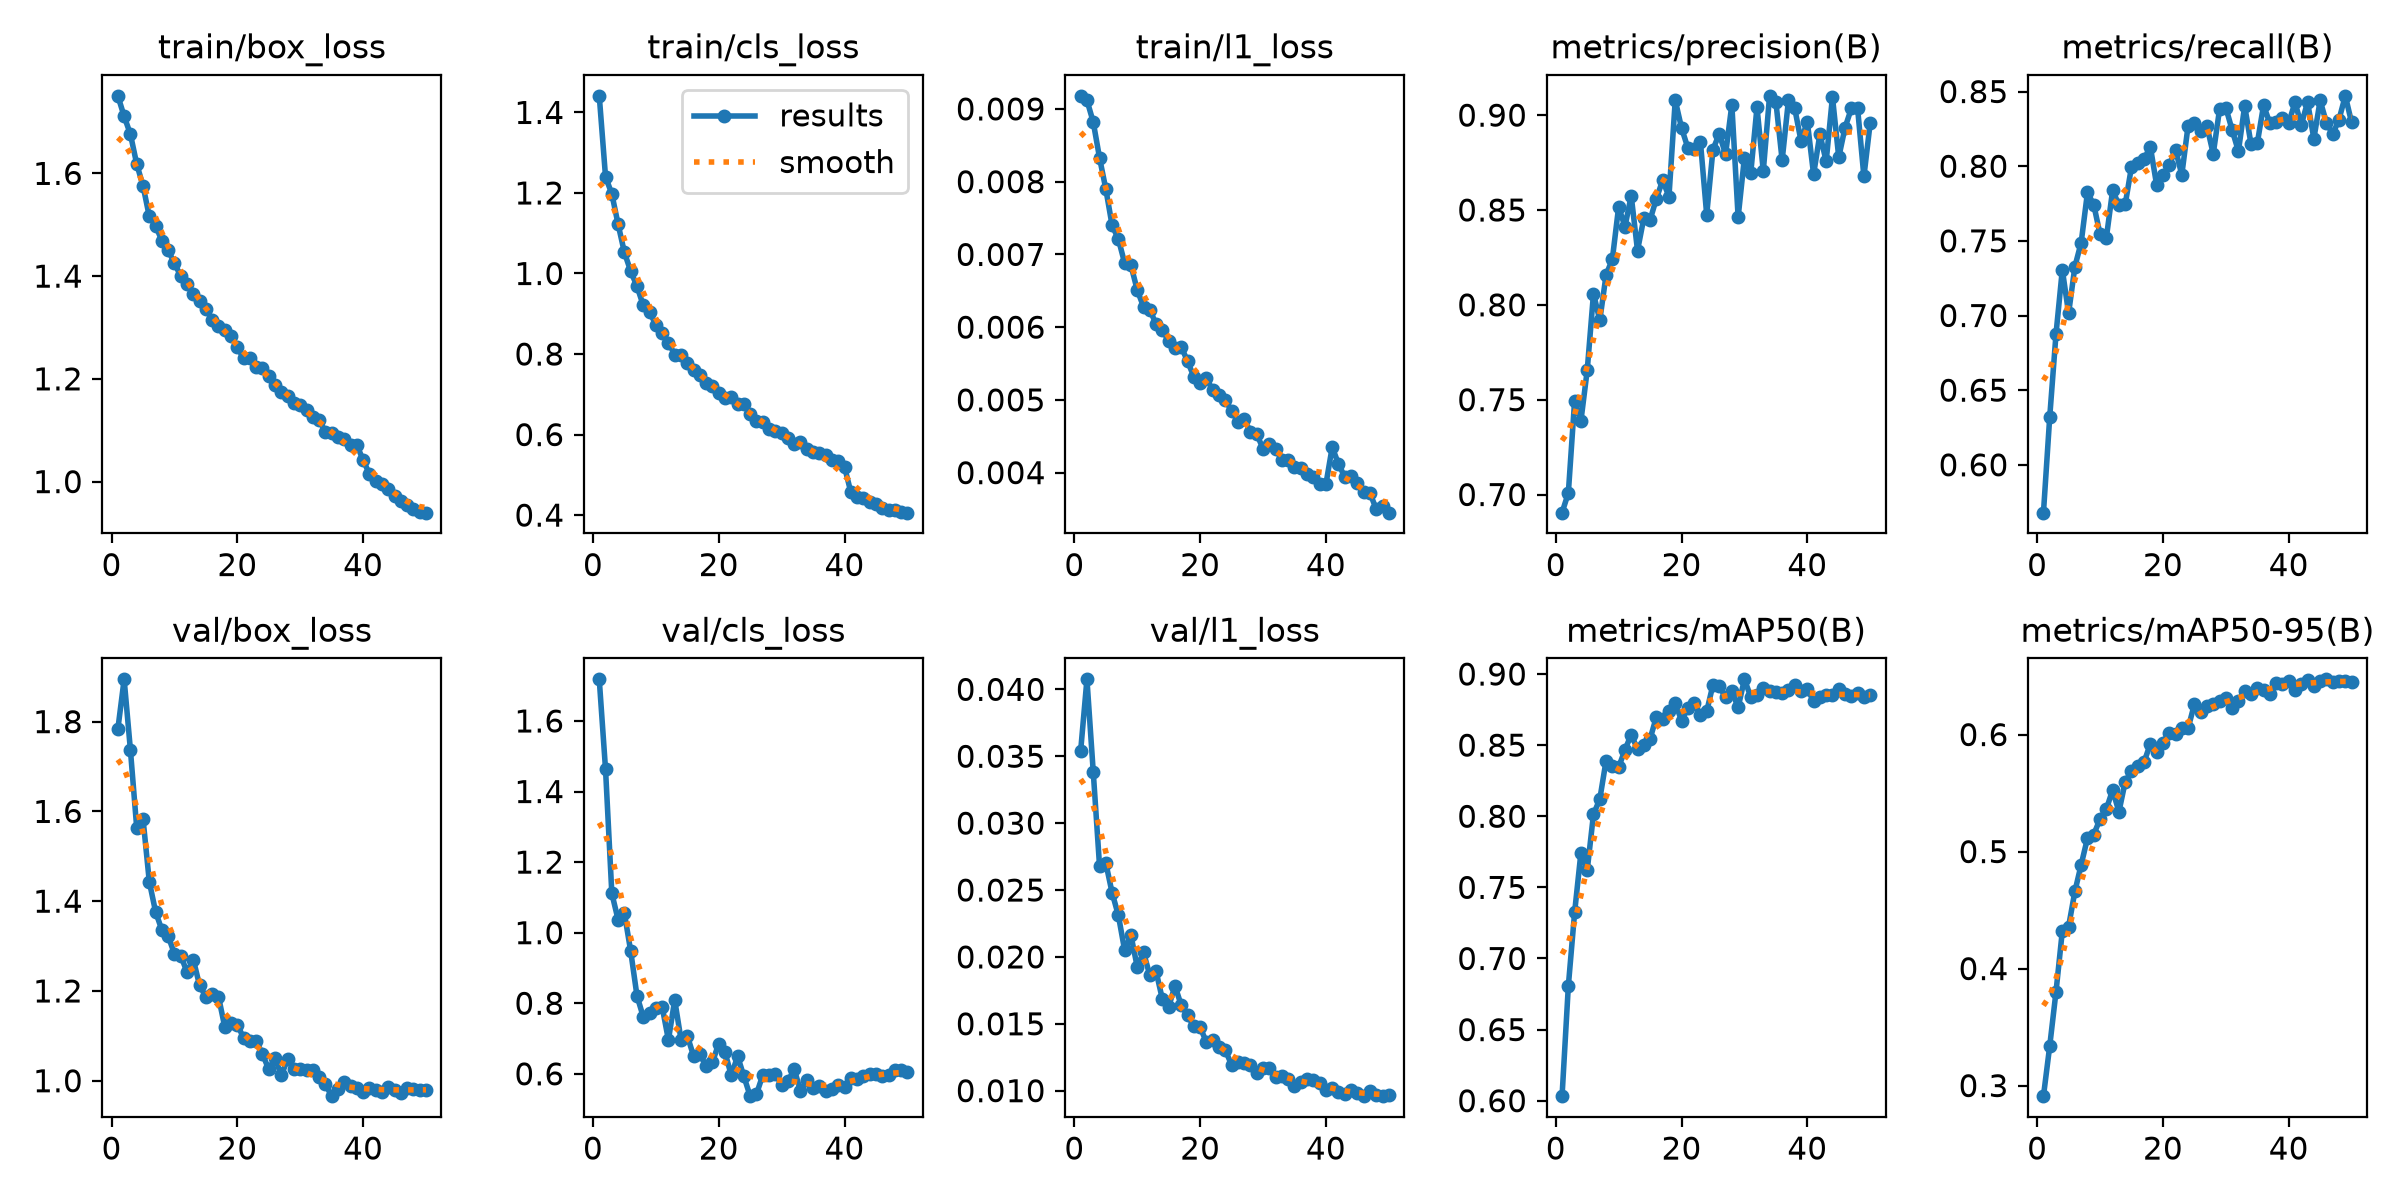 train/box_loss
1.6
1.4
1.2
1.0
0 20 40
train/cls_loss
results
smooth
1.4
1.2
1.0
0.8
0.6
0.4
0 20 40
train/l1_loss
0.009
0.008
0.007
0.006
0.005
0.004
0 20 40
metrics/precision(B)
0.90
0.85
0.80
0.75
0.70
0 20 40
metrics/recall(B)
0.85
0.80
0.75
0.70
0.65
0.60
0 20 40
val/box_loss
1.8
1.6
1.4
1.2
1.0
0 20 40
val/cls_loss
1.6
1.4
1.2
1.0
0.8
0.6
0 20 40
val/l1_loss
0.040
0.035
0.030
0.025
0.020
0.015
0.010
0 20 40
metrics/mAP50(B)
0.90
0.85
0.80
0.75
0.70
0.65
0.60
0 20 40
metrics/mAP50-95(B)
0.6
0.5
0.4
0.3
0 20 40